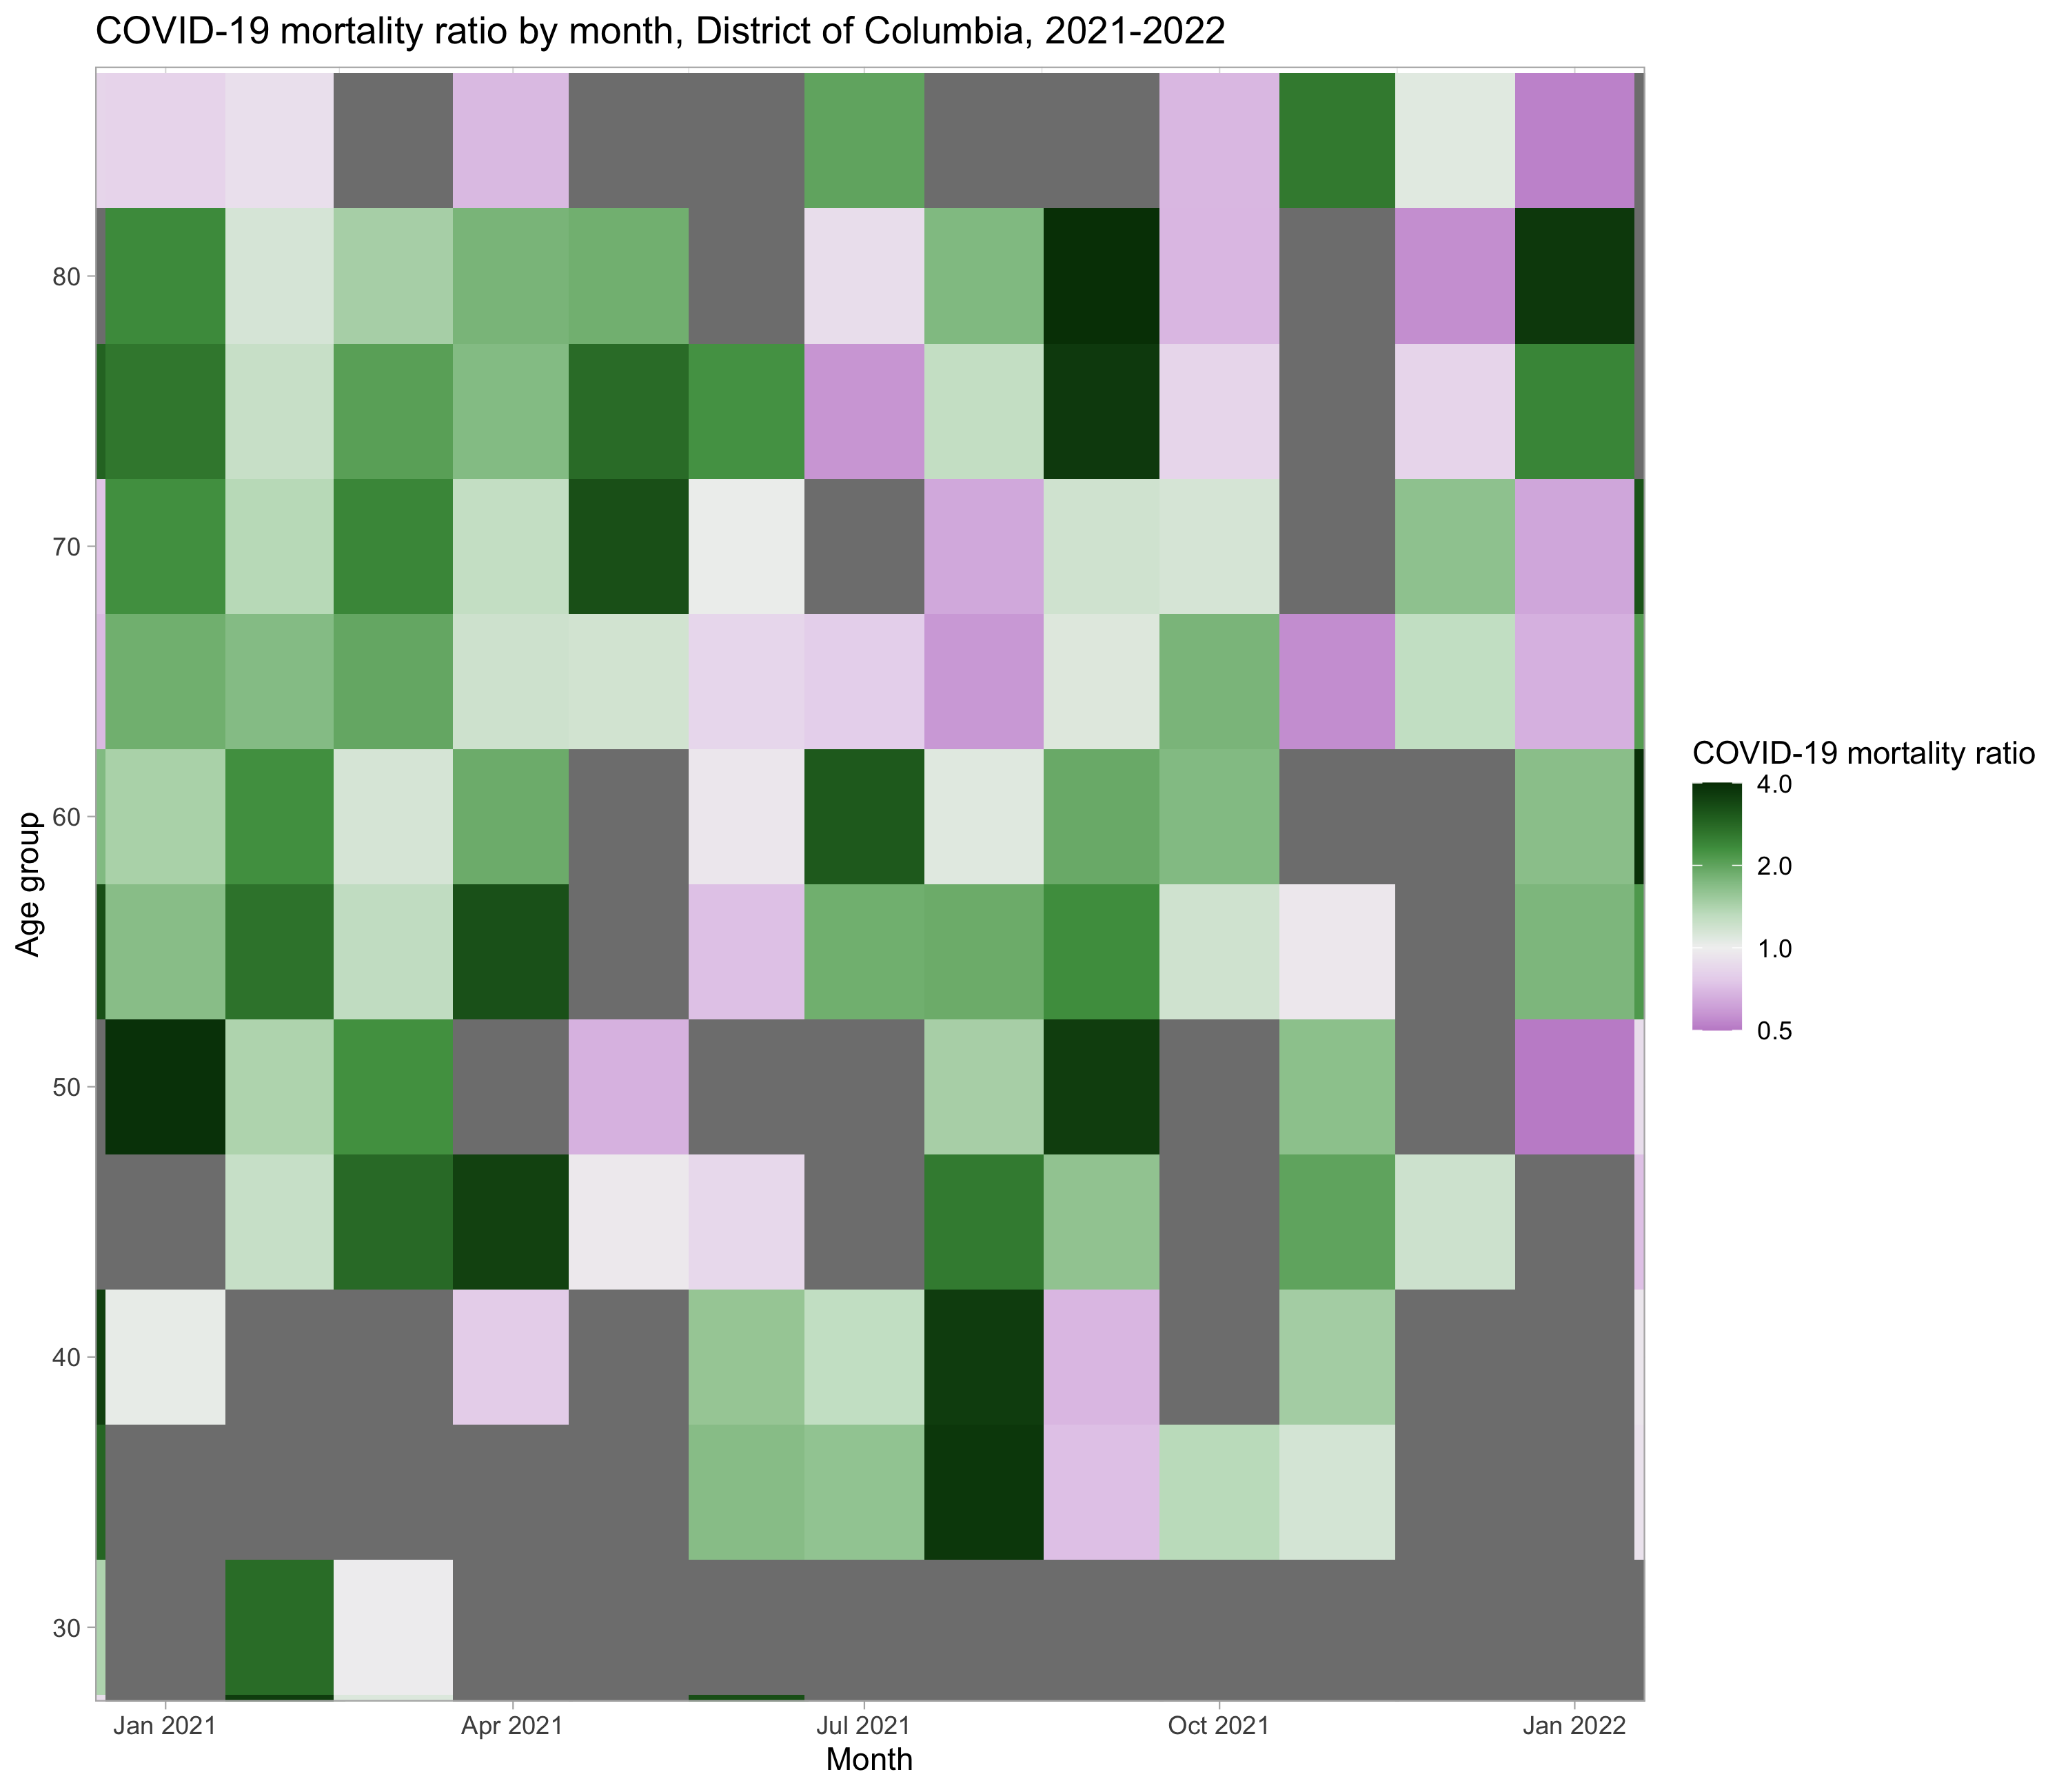 COVID-19 mortality ratio by month, District of Columbia, 2021-2022
80
70
60
50
40
30
Age group
Jan 2021
Apr 2021
Jul 2021
Oct 2021
Jan 2022
Month
COVID-19 mortality ratio
4.0
2.0
1.0
0.5